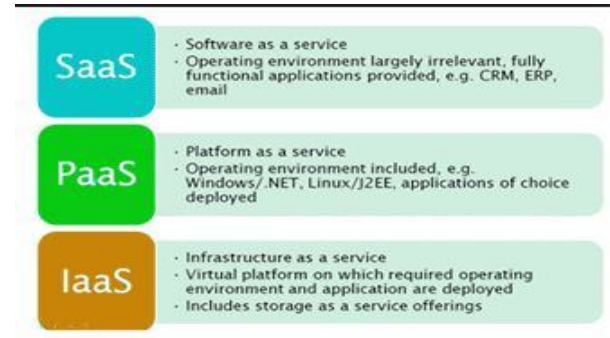 SaaS
· Software as a service
· Operating environment largely irrelevant, fully
functional applications provided, e.g. CRM, ERP,
email
PaaS
· Platform as a service
· Operating environment included, e.g.
Windows/.NET, Linux/J2EE, applications of choice
deployed
IaaS
· Infrastructure as a service
· Virtual platform on which required operating
environment and application are deployed
· Includes storage as a service offerings